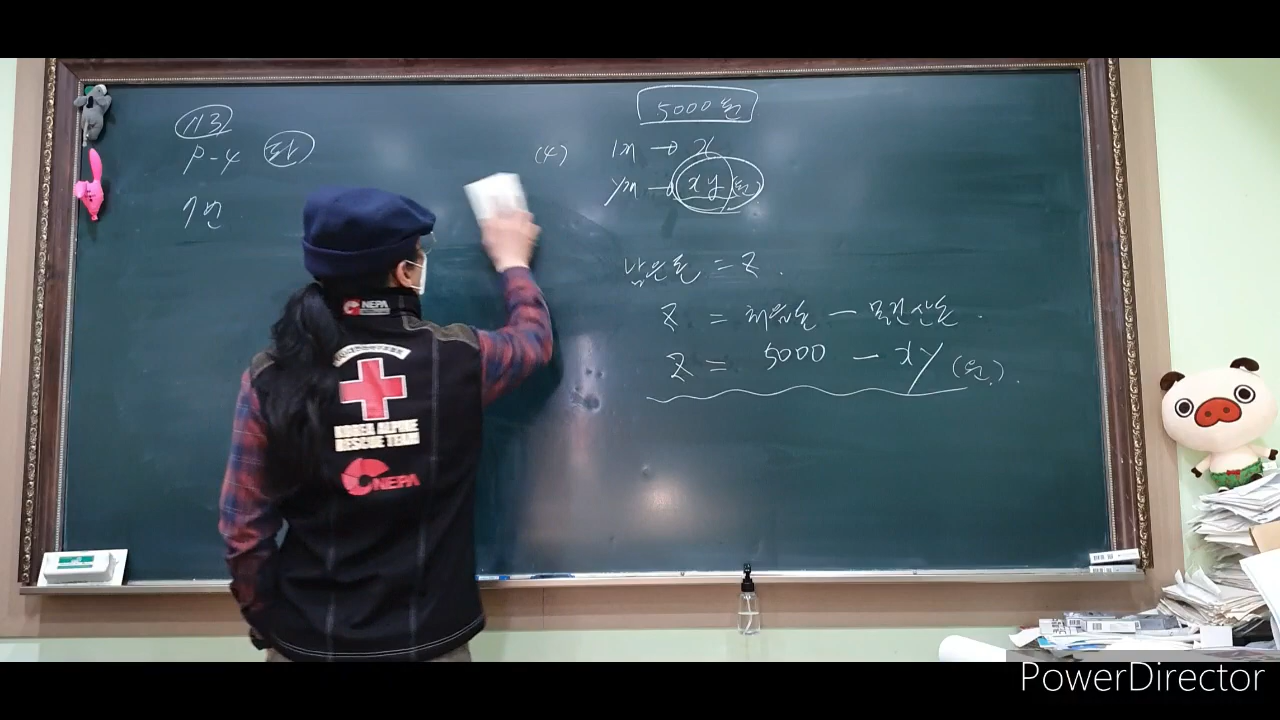 113
P-4
7번
(4)
5000원
1m → x
ym → xy(원)
남은돈 = z.
z = 처음돈 - 물건산돈.
z = 5000 - xy (원).
NEPA
KOREA ALPINE
RESCUE TEAM
NEPA
PowerDirector